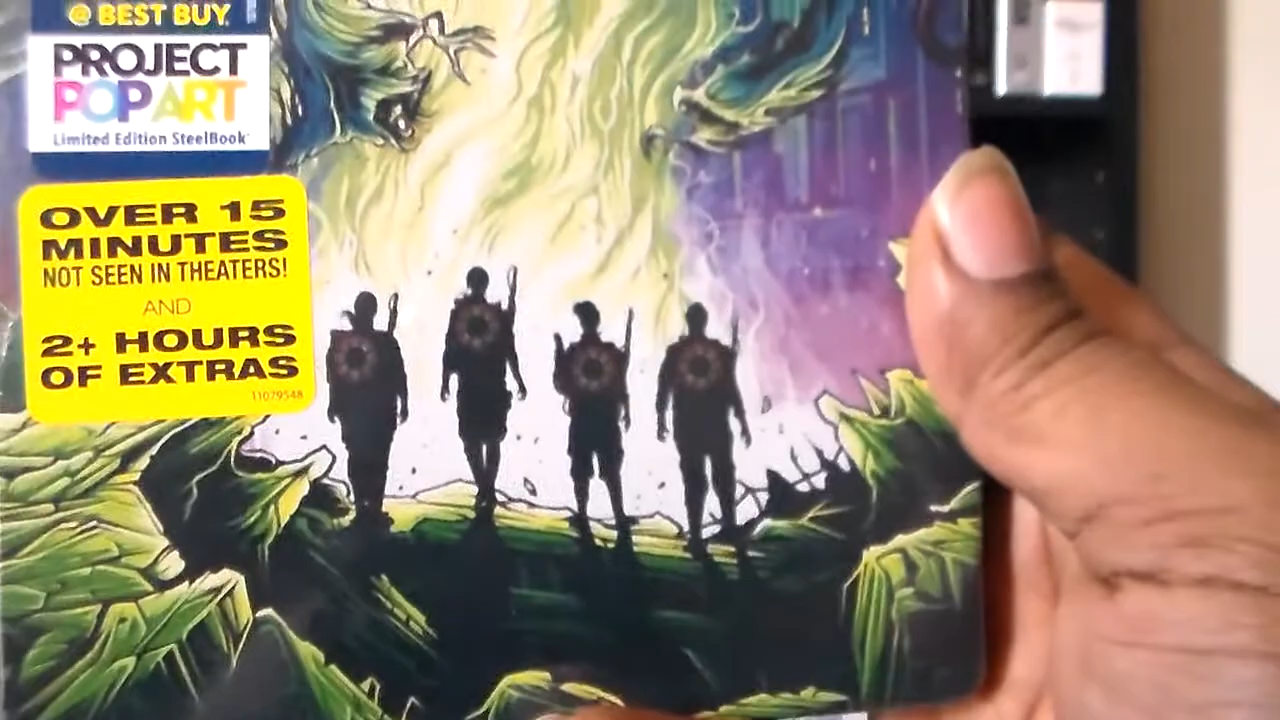 @ BEST BUY
PROJECT
POP ART
Limited Edition SteelBook
OVER 15
MINUTES
NOT SEEN IN THEATERS!
AND
2+ HOURS
OF EXTRAS
11079548